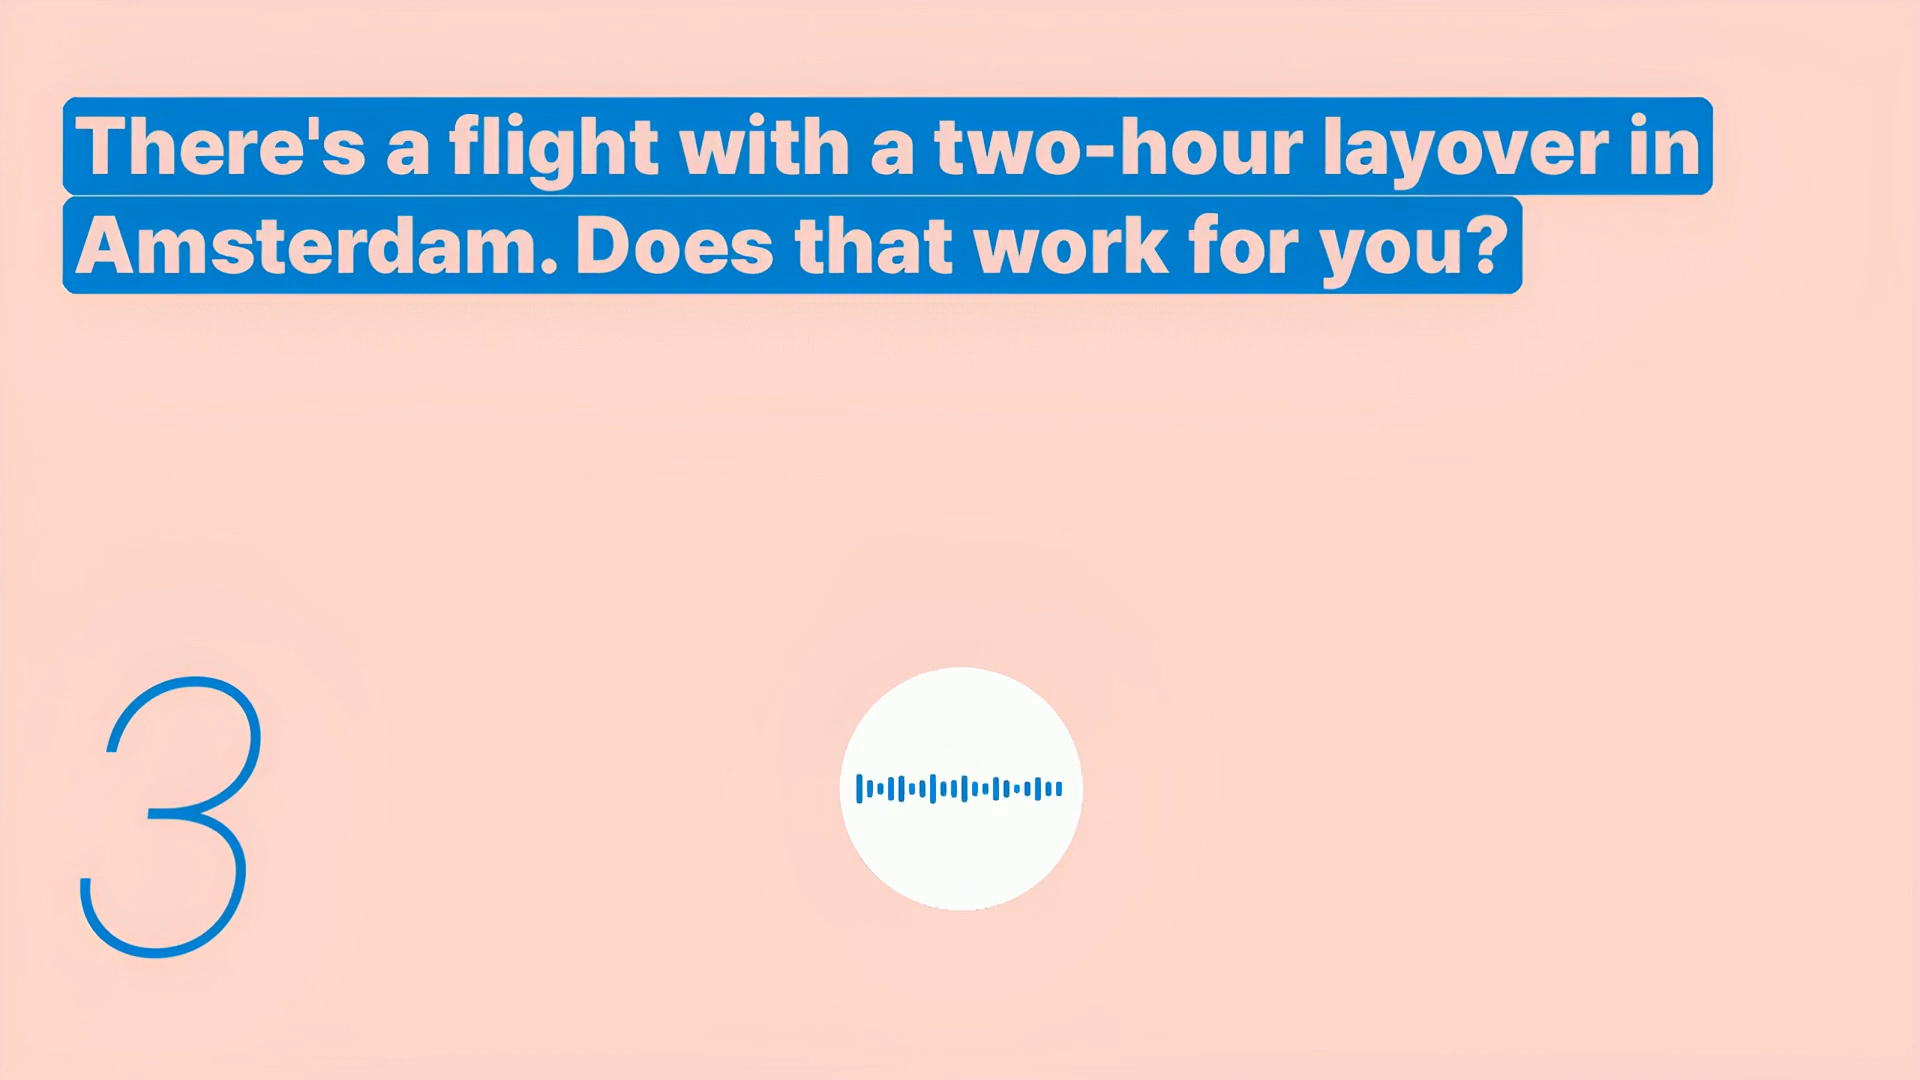 There's a flight with a two-hour layover in
Amsterdam. Does that work for you?
3